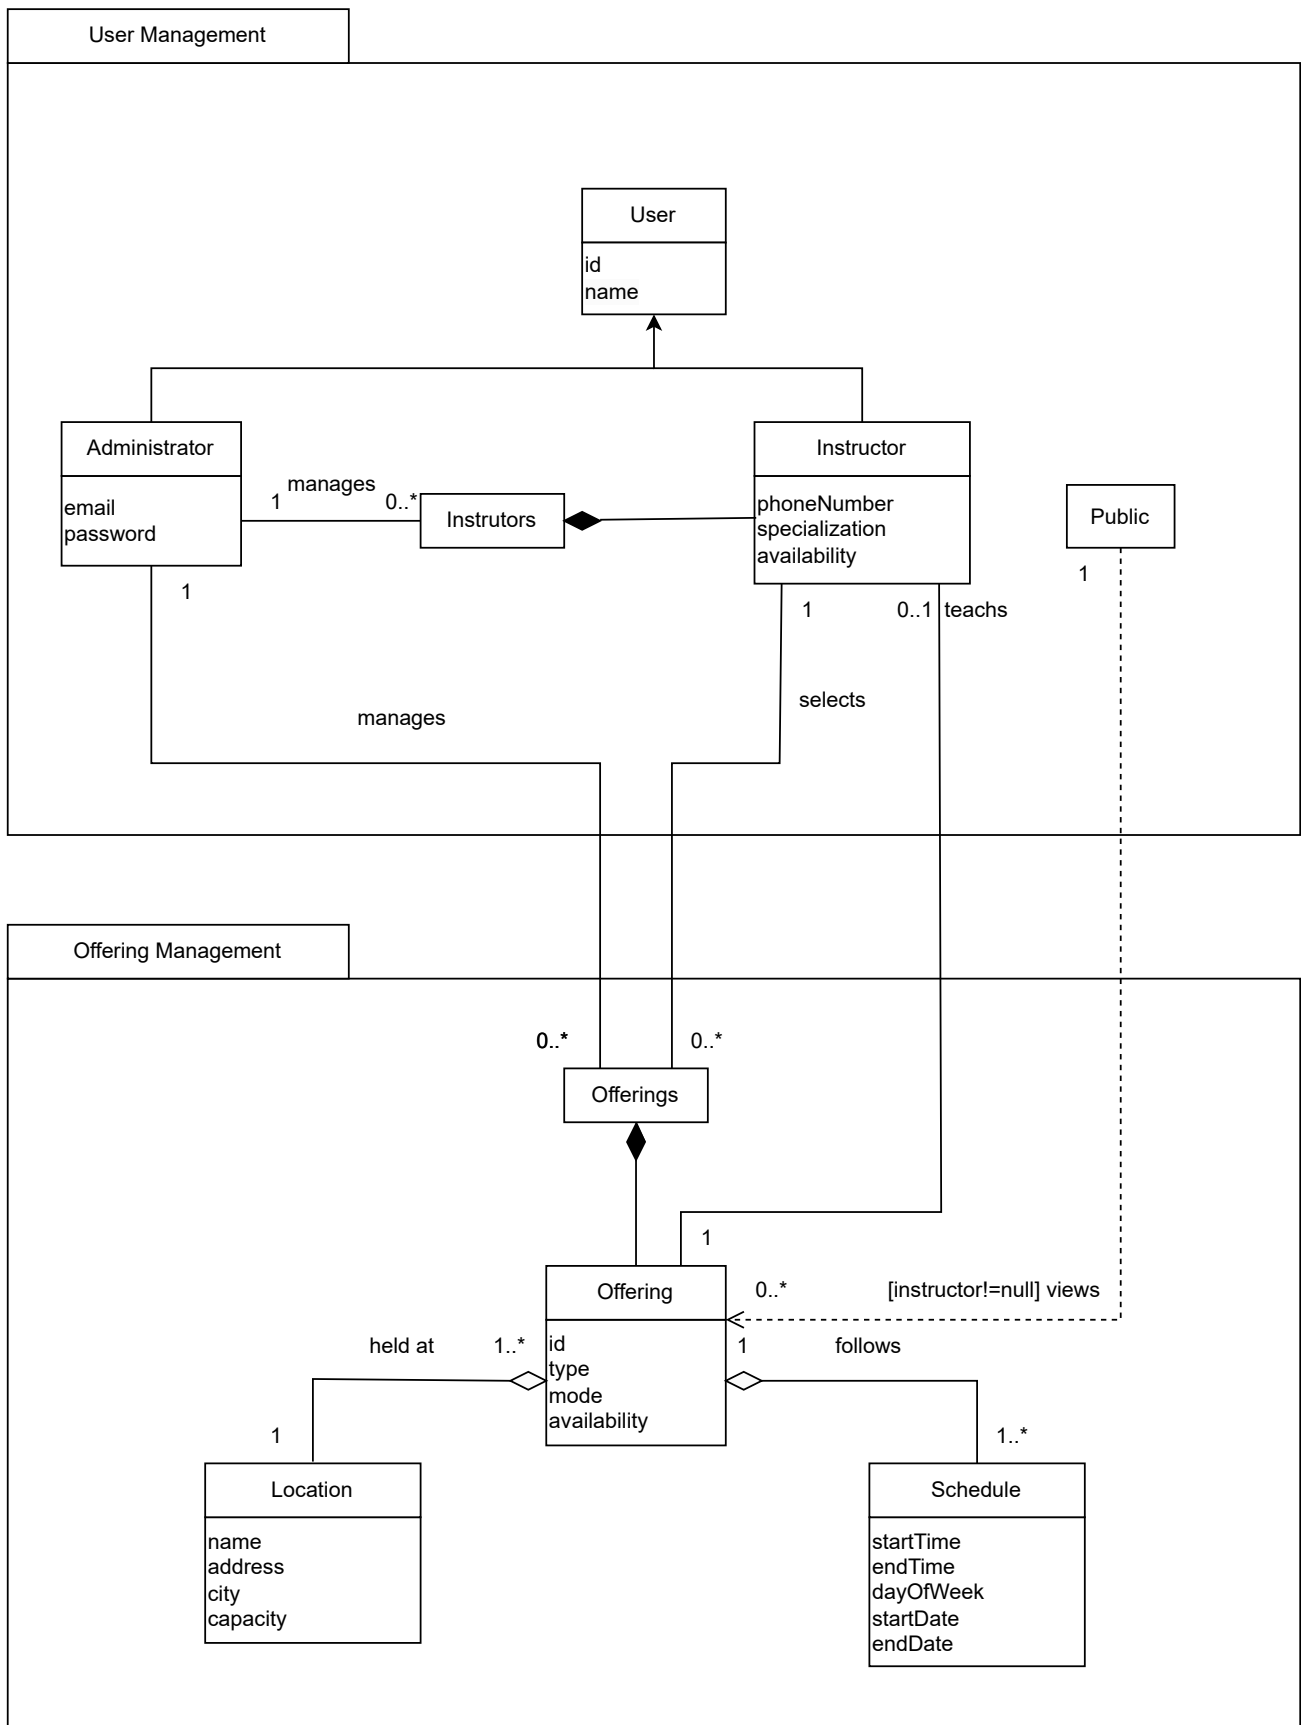 User Management
User
id
name
Administrator
email
password
manages
1
0..*
Instrutors
Instructor
phoneNumber
specialization
availability
Public
1
1
1
0..1
teachs
selects
manages
Offering Management
0..*
0..*
Offerings
1
Offering
id
type
mode
availability
0..*
[instructor!=null] views
held at
1..*
1
follows
1
1..*
Location
name
address
city
capacity
Schedule
startTime
endTime
dayOfWeek
startDate
endDate